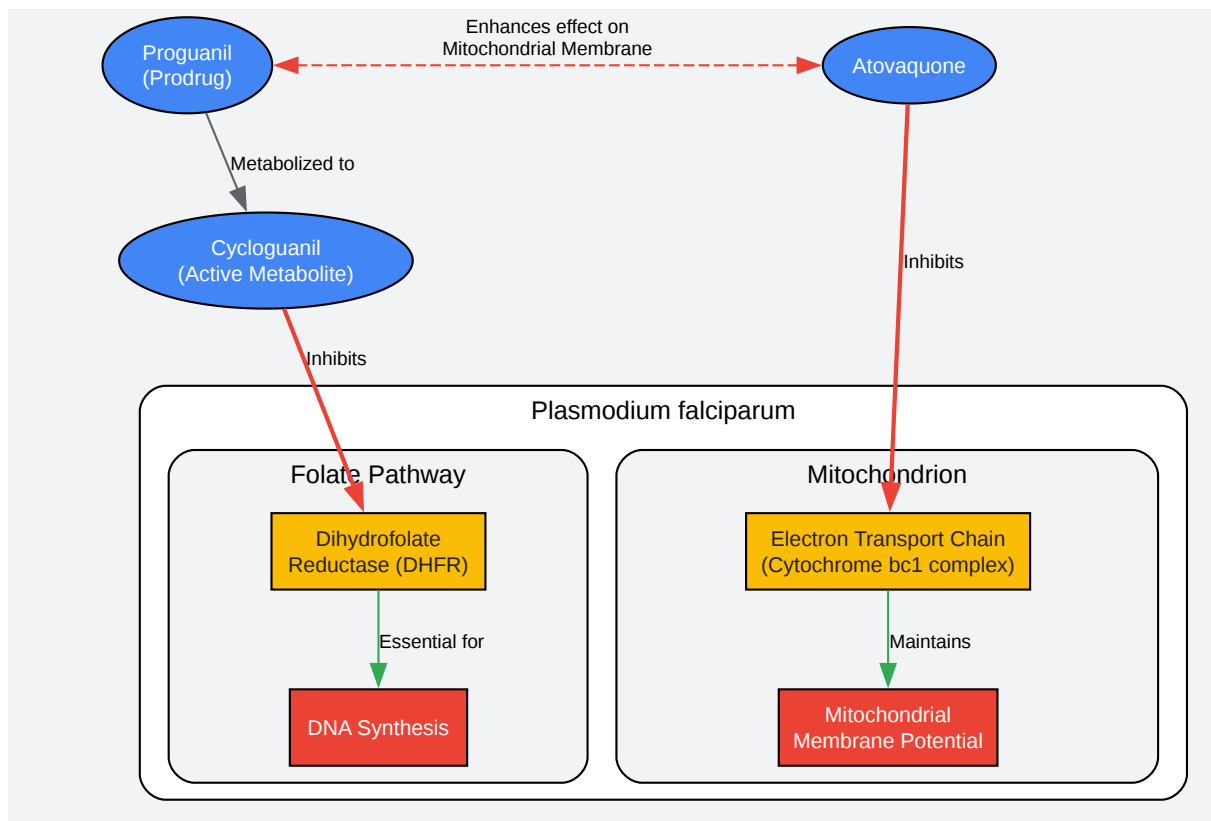 Enhances effect on
Mitochondrial Membrane
Proguanil
(Prodrug)
Atovaquone
Metabolized to
Cycloguanil
(Active Metabolite)
Inhibits
Inhibits
Plasmodium falciparum
Folate Pathway
Mitochondrion
Dihydrofolate
Reductase (DHFR)
Electron Transport Chain
(Cytochrome bc1 complex)
Essential for
Maintains
DNA Synthesis
Mitochondrial
Membrane Potential